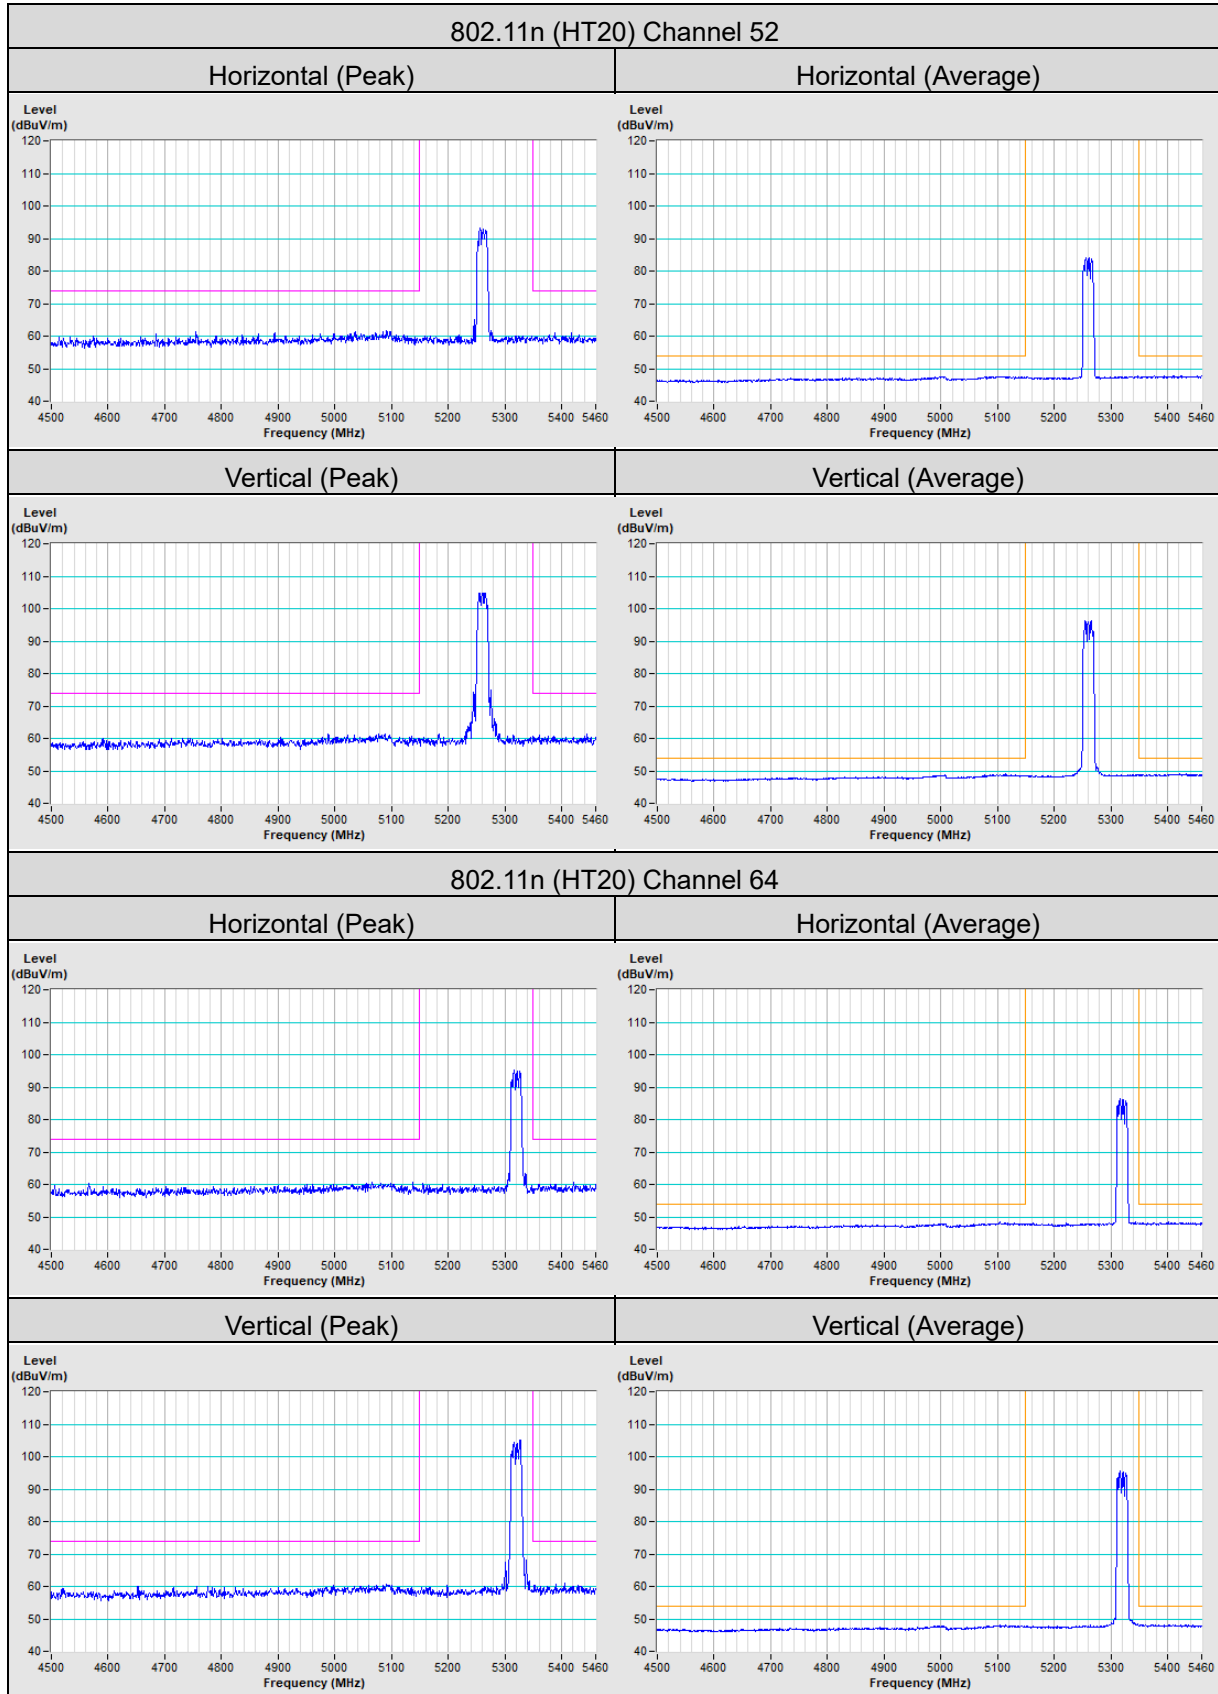 802.11n (HT20) Channel 52
Horizontal (Peak) Horizontal (Average)
Level Level
(dBuV/m) (dBuV/m)
120 120
110 110
100 100
90 90
80 80
70 70
60 60
50 50
40 40
4500 4600 4700 4800 4900 5000 5100 5200 5300 5400 5460 4500 4600 4700 4800 4900 5000 5100 5200 5300 5400 5460
Frequency (MHz) Frequency (MHz)
Vertical (Peak) Vertical (Average)
Level Level
(dBuV/m) (dBuV/m)
120 120
110 110
100 100
90 90
80 80
70 70
60 60
50 50
40 40
4500 4600 4700 4800 4900 5000 5100 5200 5300 5400 5460 4500 4600 4700 4800 4900 5000 5100 5200 5300 5400 5460
Frequency (MHz) Frequency (MHz)
802.11n (HT20) Channel 64
Horizontal (Peak) Horizontal (Average)
Level Level
(dBuV/m) (dBuV/m)
120 120
110 110
100 100
90 90
80 80
70 70
60 60
50 50
40 40
4500 4600 4700 4800 4900 5000 5100 5200 5300 5400 5460 4500 4600 4700 4800 4900 5000 5100 5200 5300 5400 5460
Frequency (MHz) Frequency (MHz)
Vertical (Peak) Vertical (Average)
Level Level
(dBuV/m) (dBuV/m)
120 120
110 110
100 100
90 90
80 80
70 70
60 60
50 50
40 40
4500 4600 4700 4800 4900 5000 5100 5200 5300 5400 5460 4500 4600 4700 4800 4900 5000 5100 5200 5300 5400 5460
Frequency (MHz) Frequency (MHz)